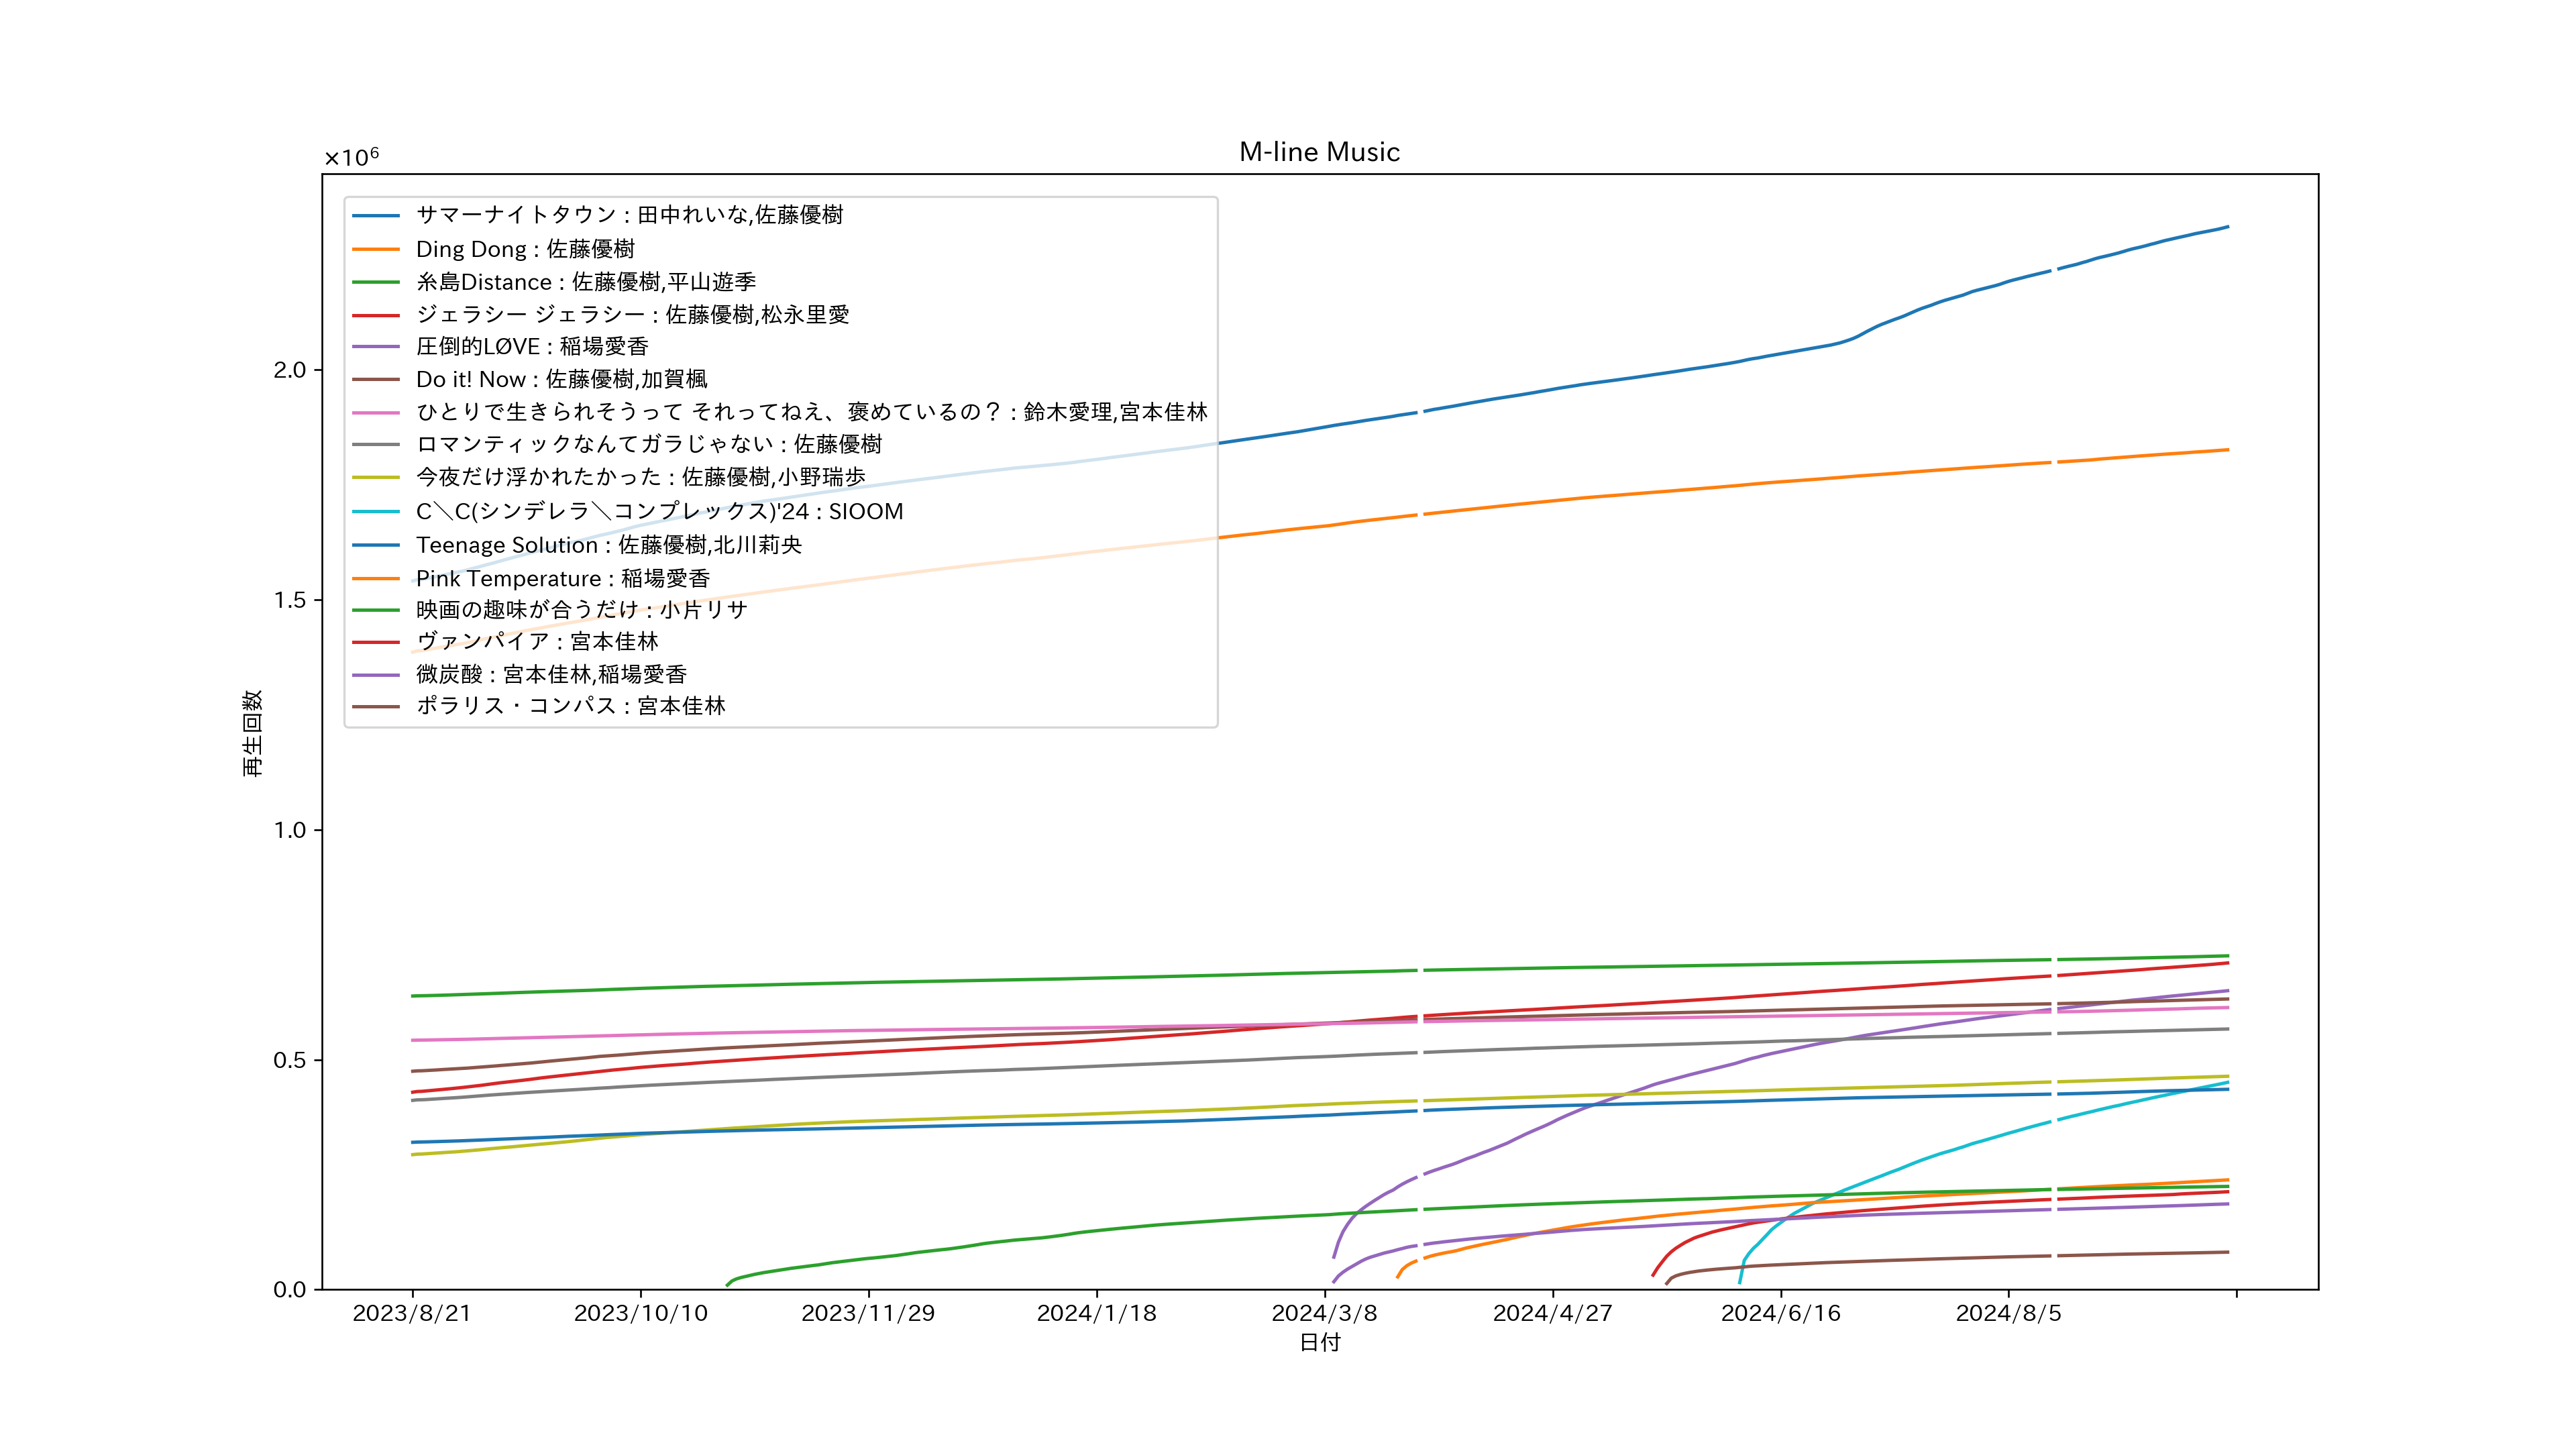 M-line Music
×10⁶
サマーナイトタウン : 田中れいな,佐藤優樹
Ding Dong : 佐藤優樹
糸島Distance : 佐藤優樹,平山遊季
ジェラシー ジェラシー : 佐藤優樹,松永里愛
圧倒的LØVE : 稲場愛香
Do it! Now : 佐藤優樹,加賀楓
ひとりで生きられそうって それってねえ、褒めているの？ : 鈴木愛理,宮本佳林
ロマンティックなんてガラじゃない : 佐藤優樹
今夜だけ浮かれたかった : 佐藤優樹,小野瑞歩
C＼C(シンデレラ＼コンプレックス)'24 : SIOOM
Teenage Solution : 佐藤優樹,北川莉央
Pink Temperature : 稲場愛香
映画の趣味が合うだけ : 小片リサ
ヴァンパイア : 宮本佳林
微炭酸 : 宮本佳林,稲場愛香
ポラリス・コンパス : 宮本佳林
2.0
1.5
1.0
0.5
0.0
再生回数
2023/8/21
2023/10/10
2023/11/29
2024/1/18
2024/3/8
2024/4/27
2024/6/16
2024/8/5
日付